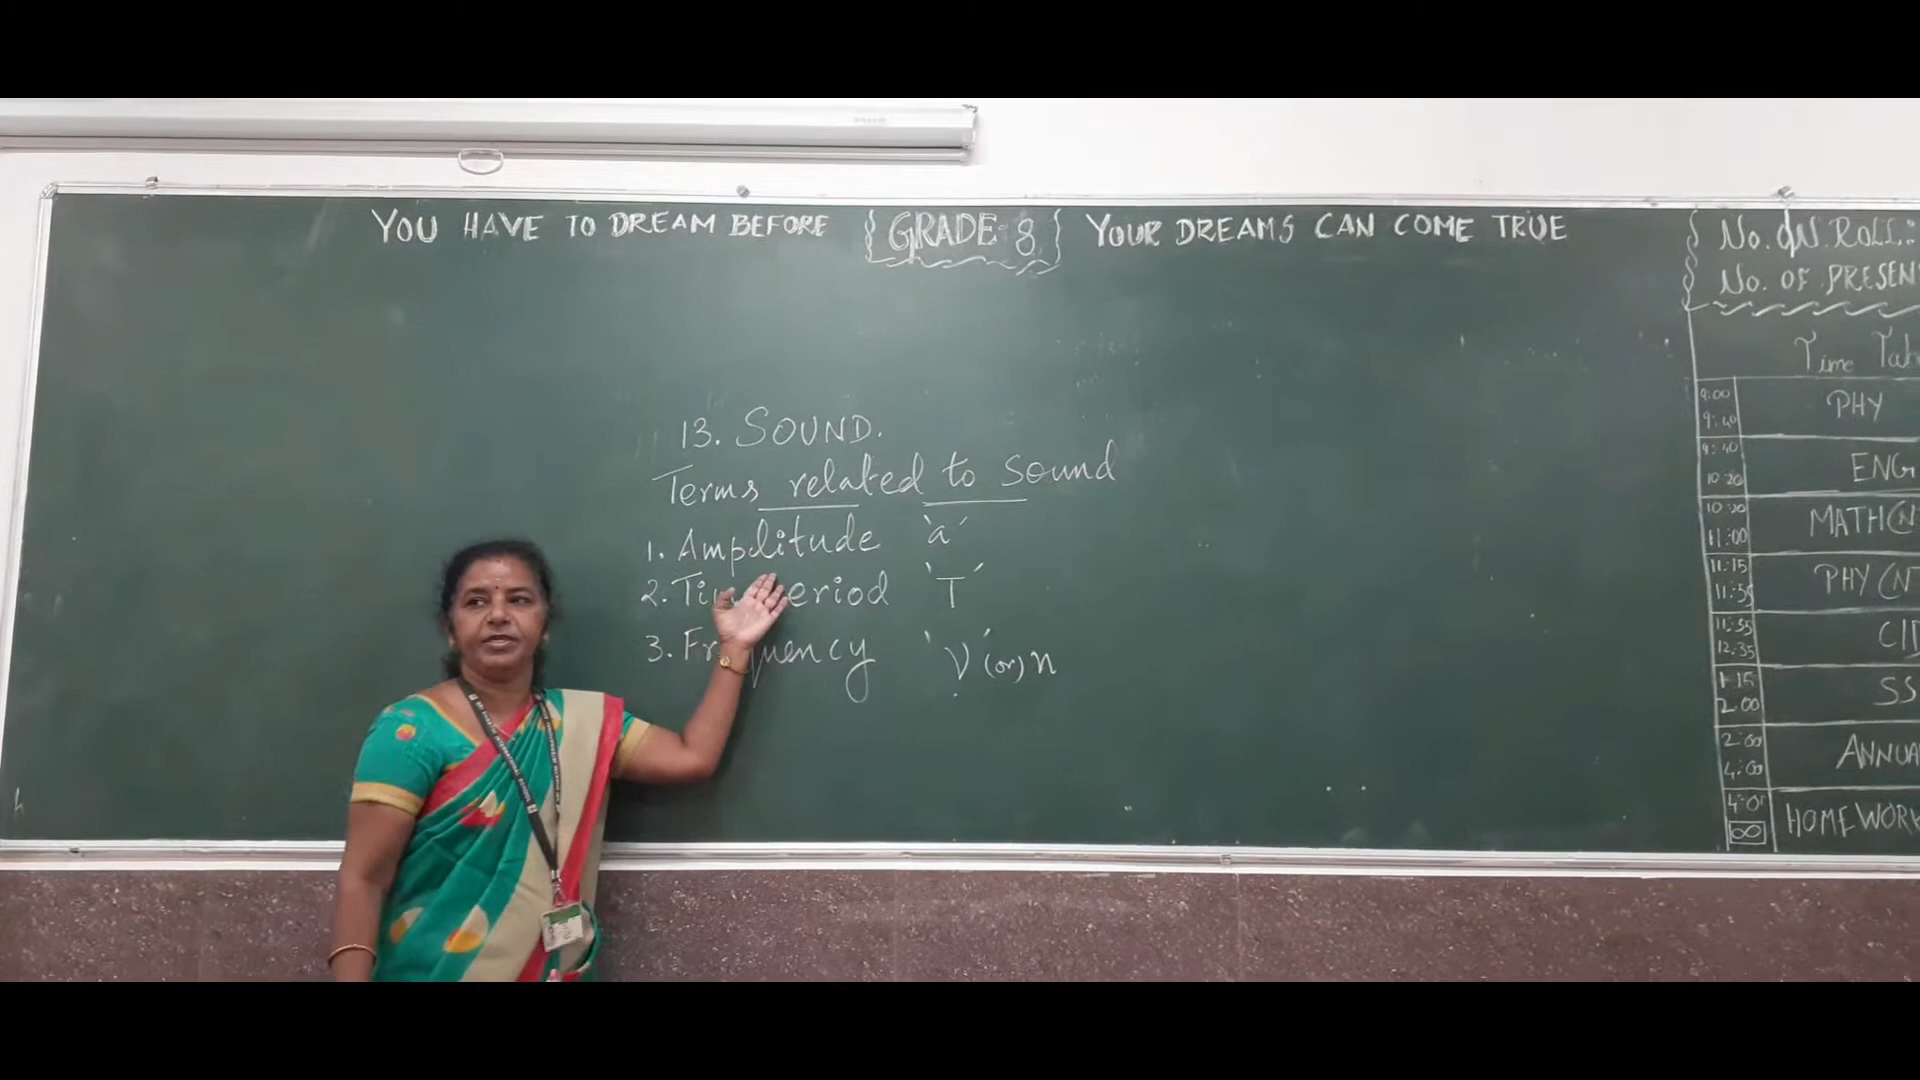 YOU HAVE TO DREAM BEFORE {GRADE-8} YOUR DREAMS CAN COME TRUE
13. SOUND.
Terms related to Sound
1. Amplitude 'a'
2. Time period 'T'
3. Frequency 'ν' (or) n
NO. ON. ROLL:
NO. OF. PRESEN
Time Tab
9:00 9:40 PHY
9:40 10:20 ENG
10:20 11:00 MATH(NT
11:15 11:55 PHY(NT
11:55 12:35
1:15 2.00 SS
2:00 4:00 ANNUA
4:01 ∞ HOMEWORK